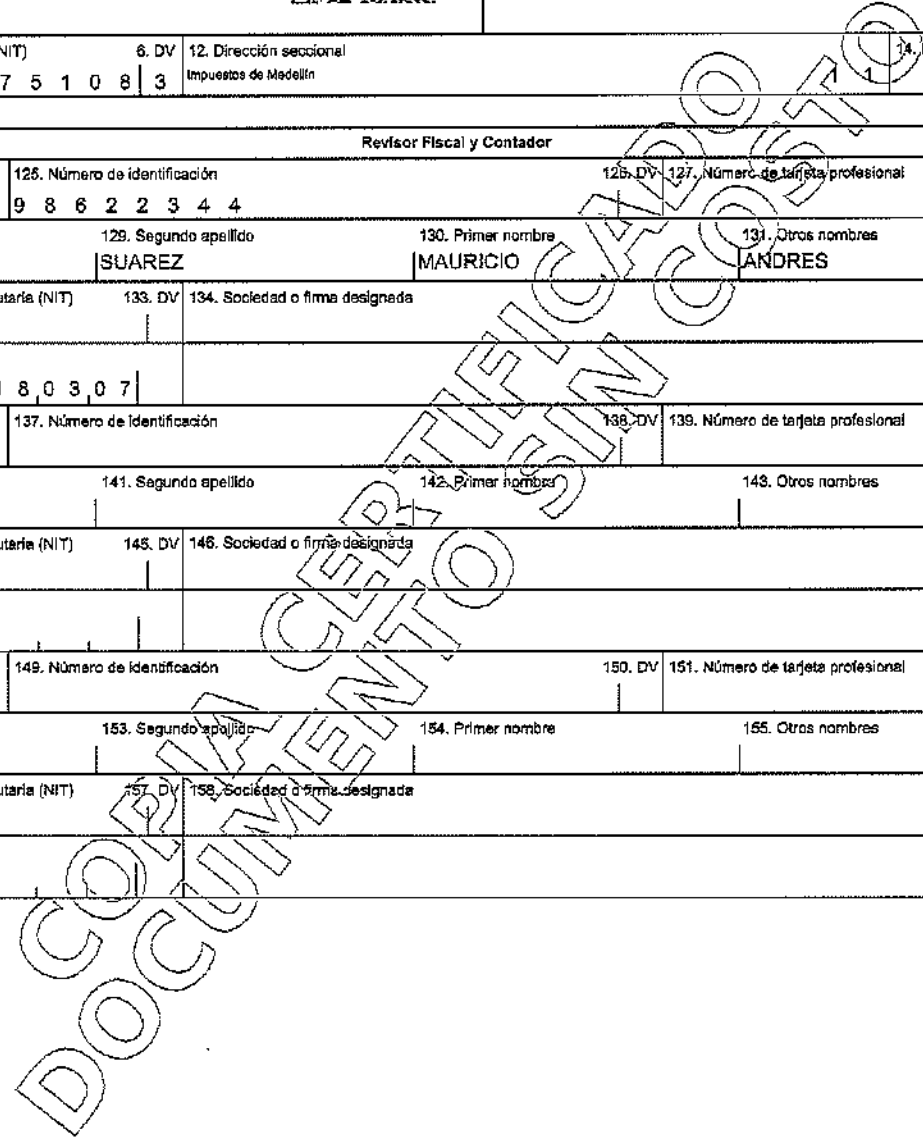 NIT) 6. DV 12. Dirección seccional 14.
7 5 1 0 8 3 Impuestos de Medellín 1 1
Revisor Fiscal y Contador
125. Número de identificación 126. DV 127. Número de tarjeta profesional
9 8 6 2 2 3 4 4
129. Segundo apellido 130. Primer nombre 131. Otros nombres
SUAREZ MAURICIO ANDRES
utaria (NIT) 133. DV 134. Sociedad o firma designada
8 0 3 0 7
137. Número de identificación 138. DV 139. Número de tarjeta profesional
141. Segundo apellido 142. Primer nombre 143. Otros nombres
utaria (NIT) 145. DV 146. Sociedad o firma designada
149. Número de identificación 150. DV 151. Número de tarjeta profesional
153. Segundo apellido 154. Primer nombre 155. Otros nombres
utaria (NIT) 157. DV 158. Sociedad o firma designada
COPIA CERTIFICADO
DOCUMENTO SIN COSTO